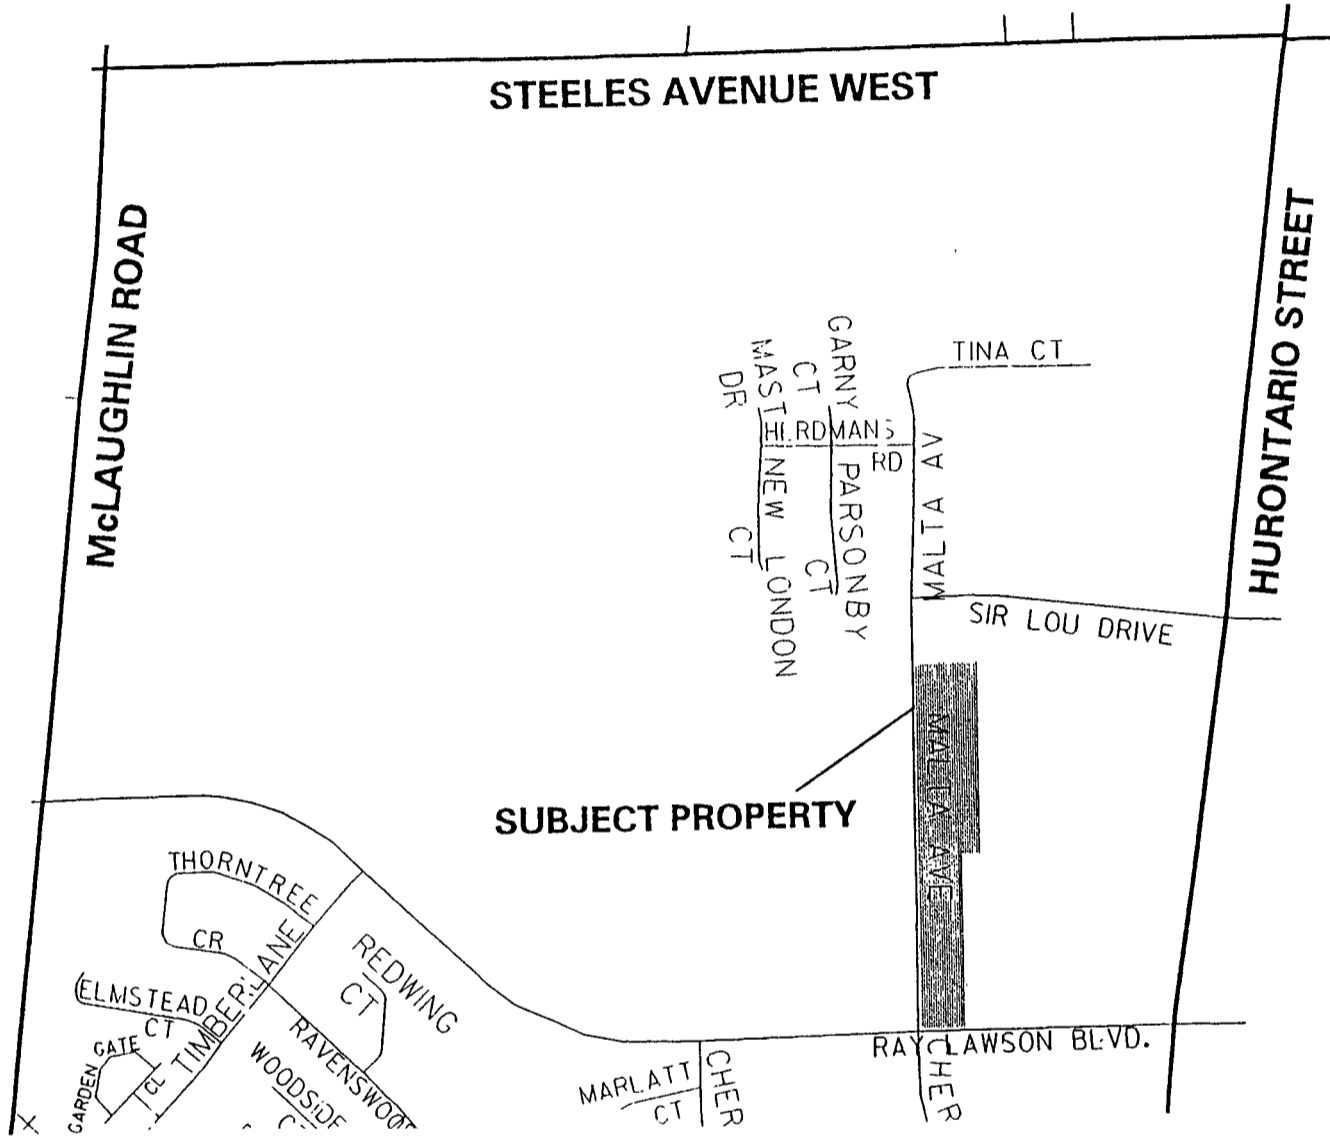 STEELES AVENUE WEST
McLAUGHLIN ROAD
HURONTARIO STREET
TINA CT
GARNY
CT
MAST
DR
RDMANS
RD
MALTA AV
PARSONBY
CT
NEW LONDON
CT
SIR LOU DRIVE
MALTA AVE
SUBJECT PROPERTY
THORNTREE
CR
TIMBERLANE
REDWING
CT
ELMSTEAD
CT
GARDEN GATE
CL
RAVENSWOO
WOODSIDE
RAY LAWSON BLVD.
MARLATT
CT
CHER
CHER